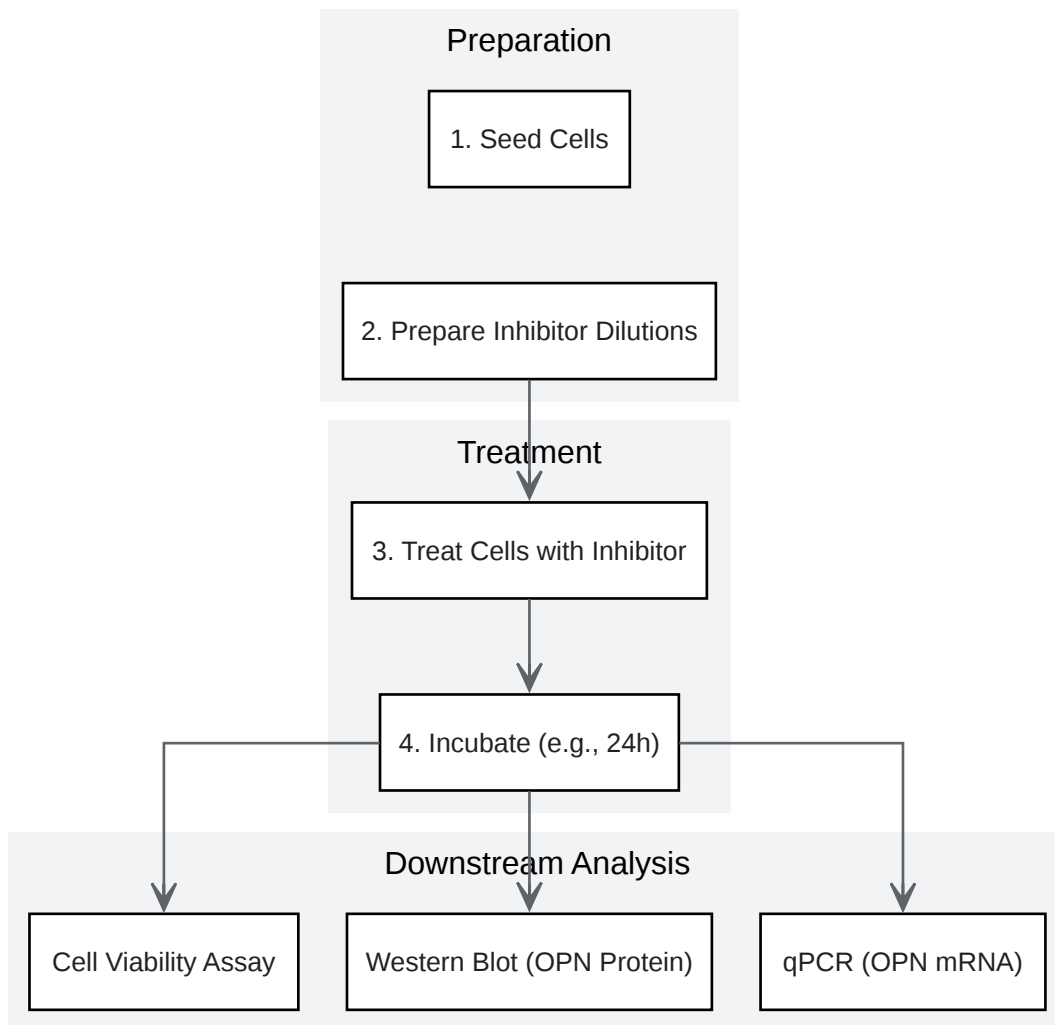 Preparation
1. Seed Cells
2. Prepare Inhibitor Dilutions
Treatment
3. Treat Cells with Inhibitor
4. Incubate (e.g., 24h)
Downstream Analysis
Cell Viability Assay
Western Blot (OPN Protein)
qPCR (OPN mRNA)